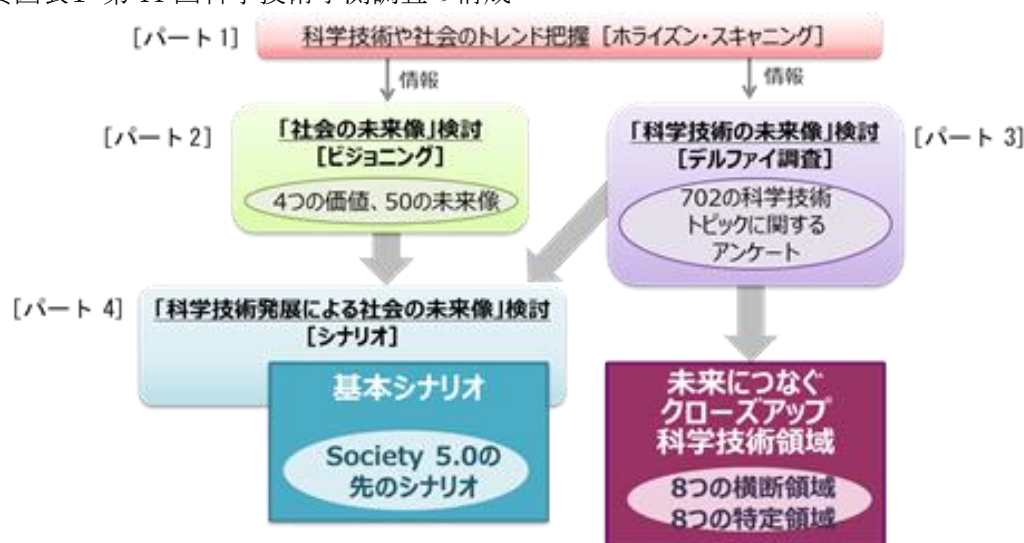 [パート 1]
科学技術や社会のトレンド把握 [ホライズン・スキャニング]
情報
情報
[パート 2]
「社会の未来像」検討
[ビジョニング]
4つの価値、50の未来像
「科学技術の未来像」検討
[デルファイ調査]
702の科学技術
トピックに関する
アンケート
[パート 3]
[パート 4]
「科学技術発展による社会の未来像」検討
[シナリオ]
基本シナリオ
Society 5.0の
先のシナリオ
未来につなぐ
クローズアップ
科学技術領域
8つの横断領域
8つの特定領域